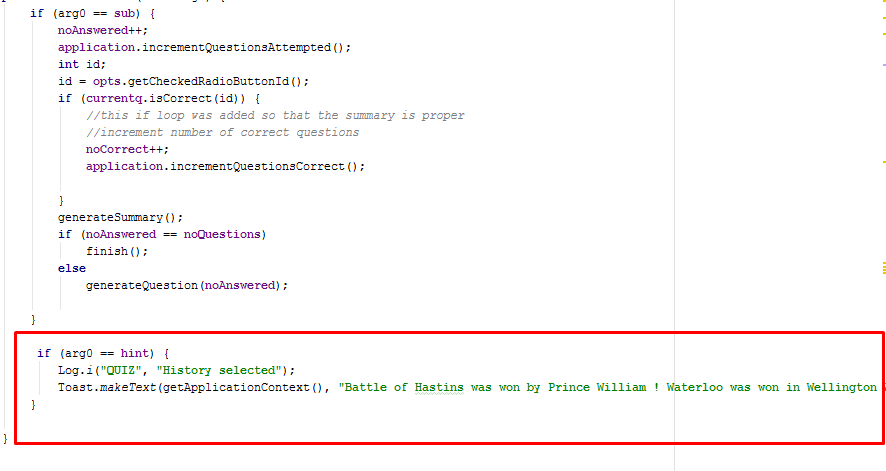 if (arg0 == sub) {
noAnswered++;
application.incrementQuestionsAttempted();
int id;
id = opts.getCheckedRadioButtonId();
if (currentq.isCorrect(id)) {
//this if loop was added so that the summary is proper
//increment number of correct questions
noCorrect++;
application.incrementQuestionsCorrect();
}
generateSummary();
if (noAnswered == noQuestions)
finish();
else
generateQuestion(noAnswered);
}
if (arg0 == hint) {
Log.i("QUIZ", "History selected");
Toast.makeText(getApplicationContext(), "Battle of Hastins was won by Prince William ! Waterloo was won in Wellington
}
}